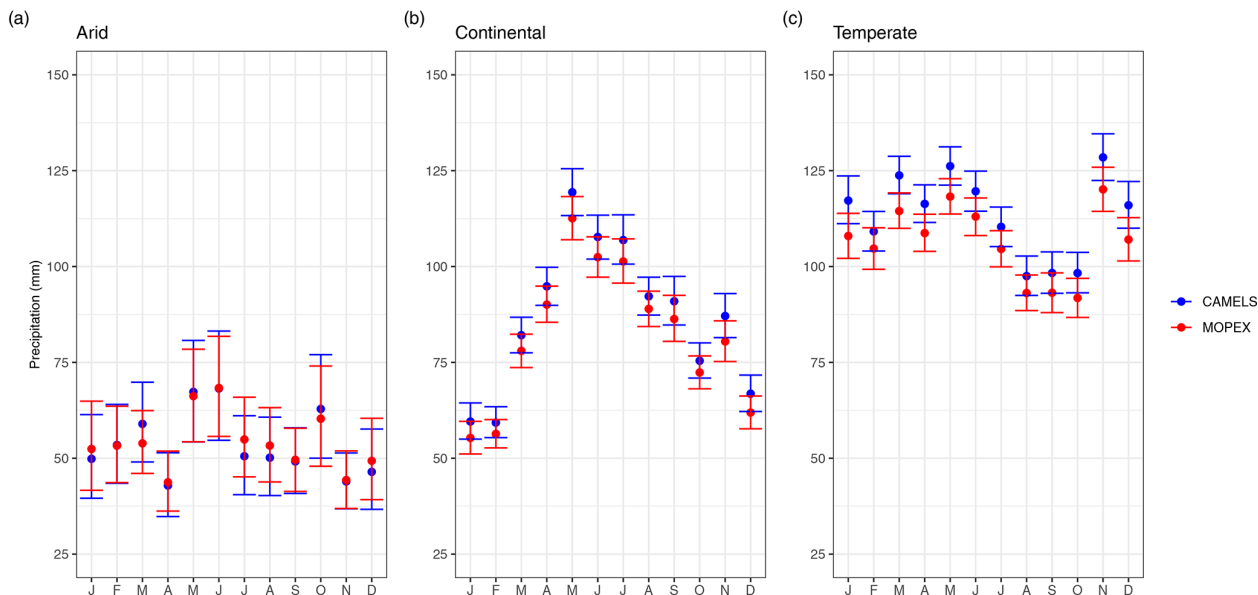 (a)
Arid
(b)
Continental
(c)
Temperate
Precipitation (mm)
150
125
100
75
50
25
J F M A M J J A S O N D
150
125
100
75
50
25
J F M A M J J A S O N D
150
125
100
75
50
25
J F M A M J J A S O N D
CAMELS
MOPEX